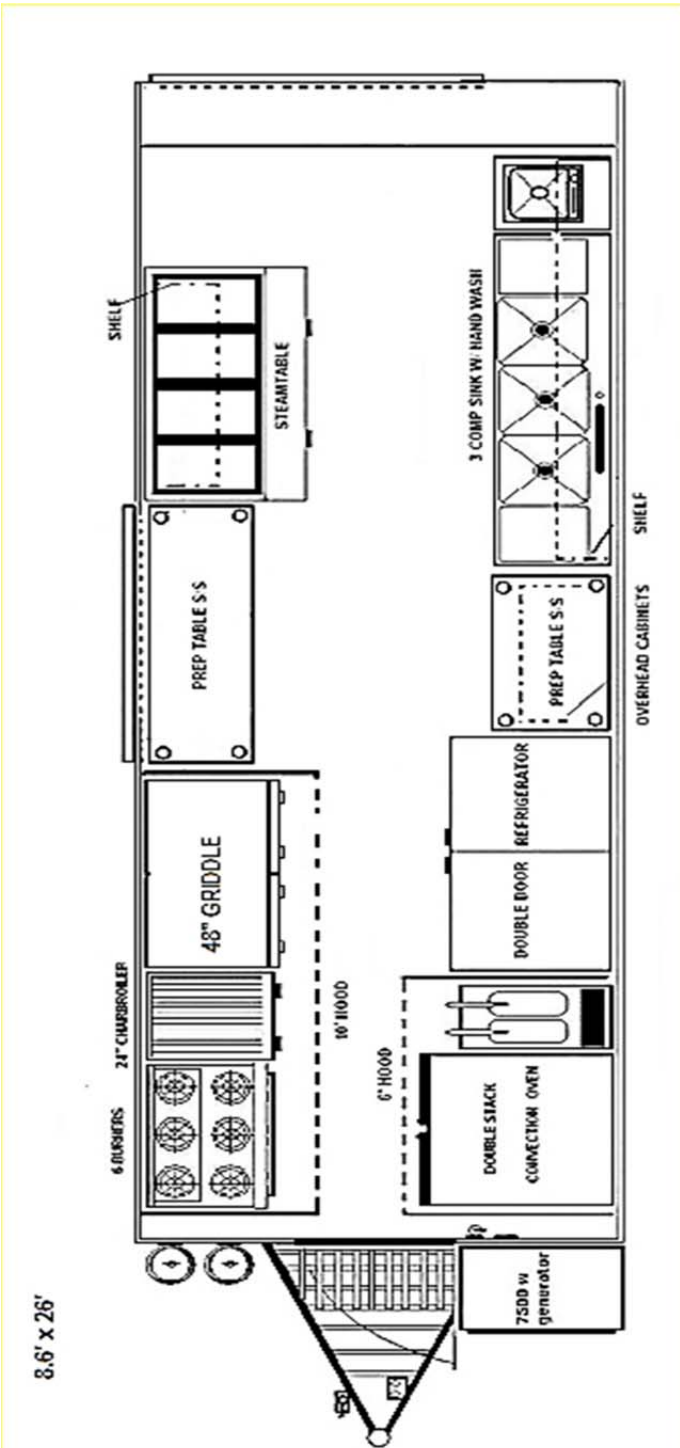 SHELF
STEAMTABLE
3 COMP SINK W/ HAND WASH
SHELF
PREP TABLE S·S
PREP TABLE S·S
OVERHEAD CABINETS
48" GRIDDLE
DOUBLE DOOR REFRIGERATOR
24" CHARBROILER
10' HOOD
6' HOOD
6 BURNERS
DOUBLE STACK
CONVECTION OVEN
7500 w
generator
8.6' x 26'